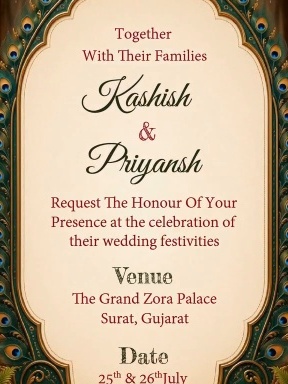 Together
With Their Families
Kashish
&
Priyansh
Request The Honour Of Your
Presence at the celebration of
their wedding festivities
Venue
The Grand Zora Palace
Surat, Gujarat
Date
25th & 26thJuly